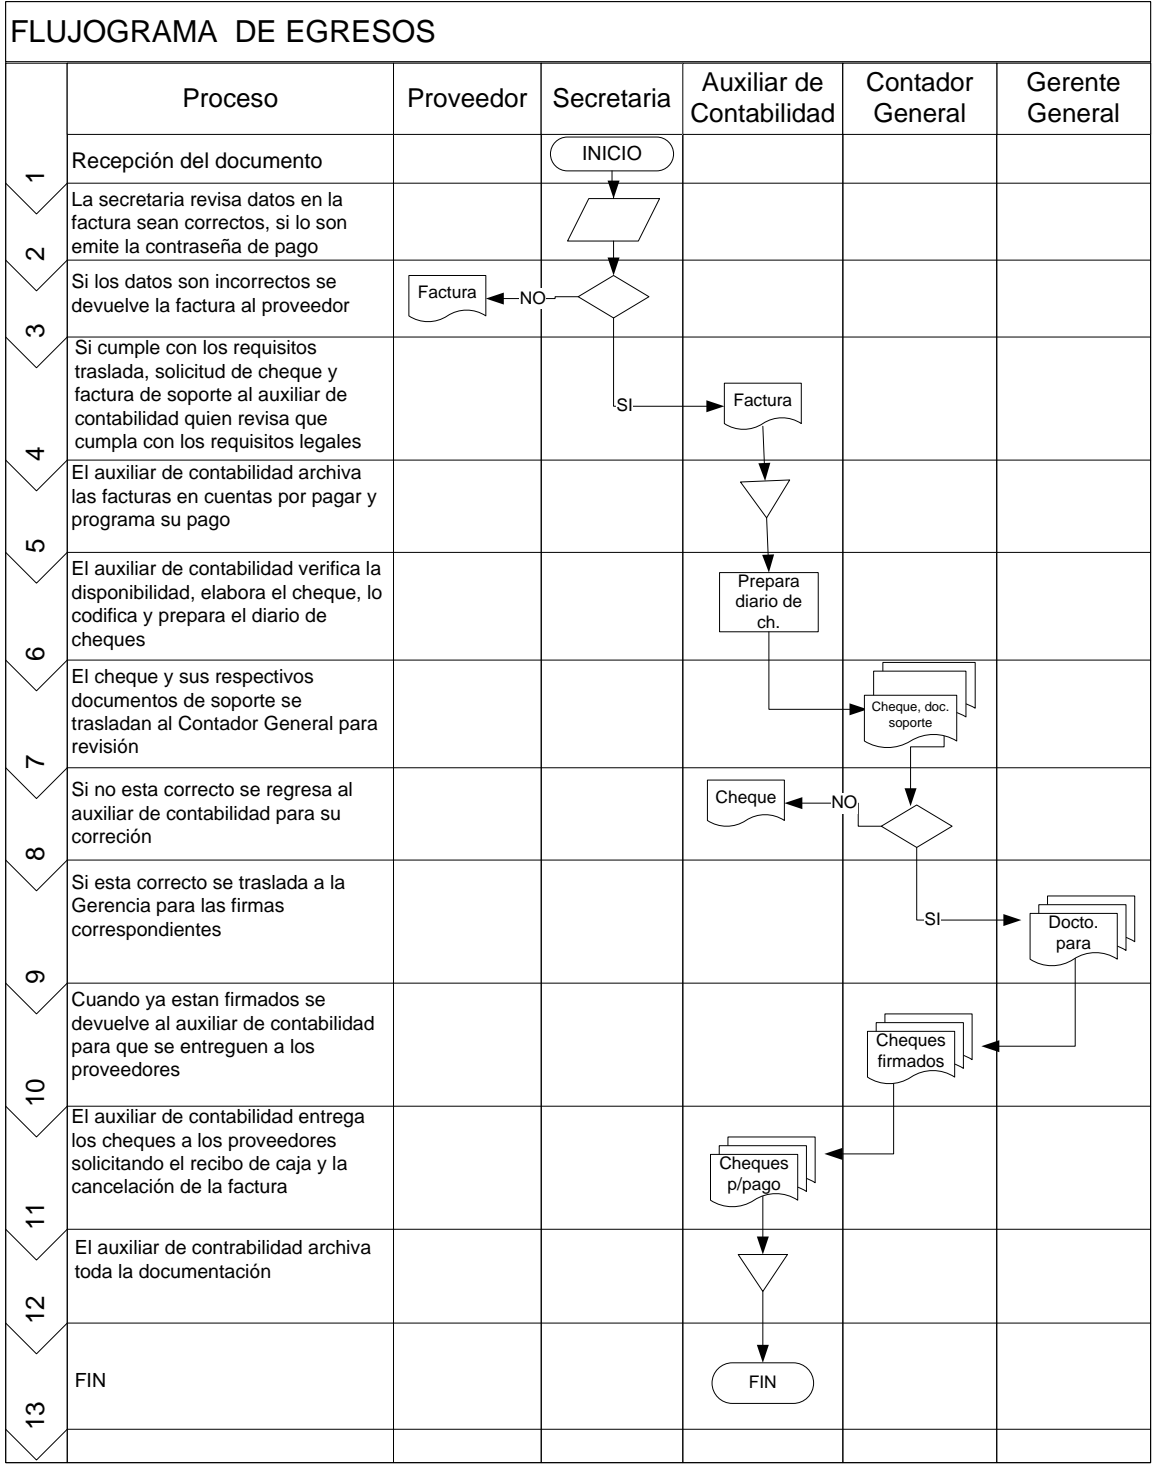 FLUJOGRAMA DE EGRESOS
Proceso
Proveedor
Secretaria
Auxiliar de
Contabilidad
Contador
General
Gerente
General
1
Recepción del documento
INICIO
2
La secretaria revisa datos en la
factura sean correctos, si lo son
emite la contraseña de pago
3
Si los datos son incorrectos se
devuelve la factura al proveedor
Factura
NO
4
Si cumple con los requisitos
traslada, solicitud de cheque y
factura de soporte al auxiliar de
contabilidad quien revisa que
cumpla con los requisitos legales
SI
Factura
5
El auxiliar de contabilidad archiva
las facturas en cuentas por pagar y
programa su pago
6
El auxiliar de contabilidad verifica la
disponibilidad, elabora el cheque, lo
codifica y prepara el diario de
cheques
Prepara
diario de
ch.
7
El cheque y sus respectivos
documentos de soporte se
trasladan al Contador General para
revisión
Cheque, doc.
soporte
8
Si no esta correcto se regresa al
auxiliar de contabilidad para su
correción
Cheque
NO
9
Si esta correcto se traslada a la
Gerencia para las firmas
correspondientes
SI
Docto.
para
10
Cuando ya estan firmados se
devuelve al auxiliar de contabilidad
para que se entreguen a los
proveedores
Cheques
firmados
11
El auxiliar de contabilidad entrega
los cheques a los proveedores
solicitando el recibo de caja y la
cancelación de la factura
Cheques
p/pago
12
El auxiliar de contrabilidad archiva
toda la documentación
13
FIN
FIN